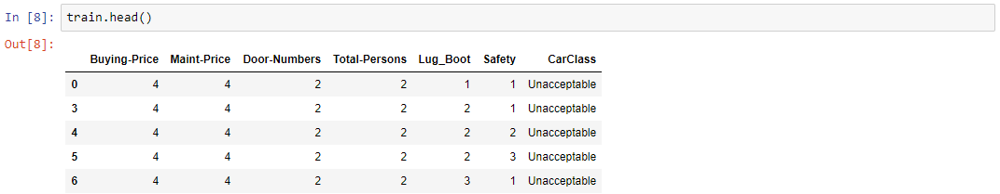 In [8]: train.head()
Out[8]:
Buying-Price Maint-Price Door-Numbers Total-Persons Lug_Boot Safety CarClass
0 4 4 2 2 1 1 Unacceptable
3 4 4 2 2 2 1 Unacceptable
4 4 4 2 2 2 2 Unacceptable
5 4 4 2 2 2 3 Unacceptable
6 4 4 2 2 3 1 Unacceptable